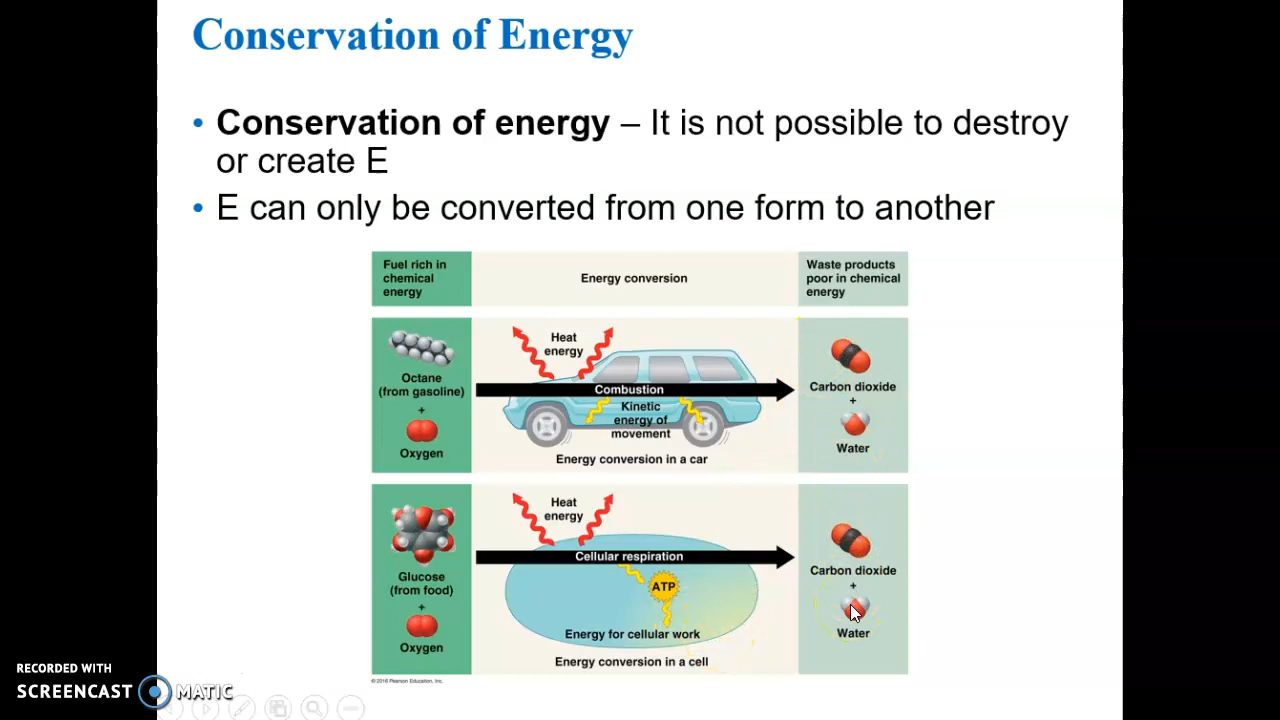 Conservation of Energy
• Conservation of energy – It is not possible to destroy
or create E
• E can only be converted from one form to another
Fuel rich in
chemical
energy
Energy conversion
Waste products
poor in chemical
energy
Heat
energy
Octane
(from gasoline)
+
Oxygen
Combustion
Kinetic
energy of
movement
Energy conversion in a car
Carbon dioxide
+
Water
Heat
energy
Glucose
(from food)
+
Oxygen
Cellular respiration
ATP
Energy for cellular work
Energy conversion in a cell
Carbon dioxide
+
Water
© 2016 Pearson Education, Inc.
RECORDED WITH
SCREENCAST MATIC